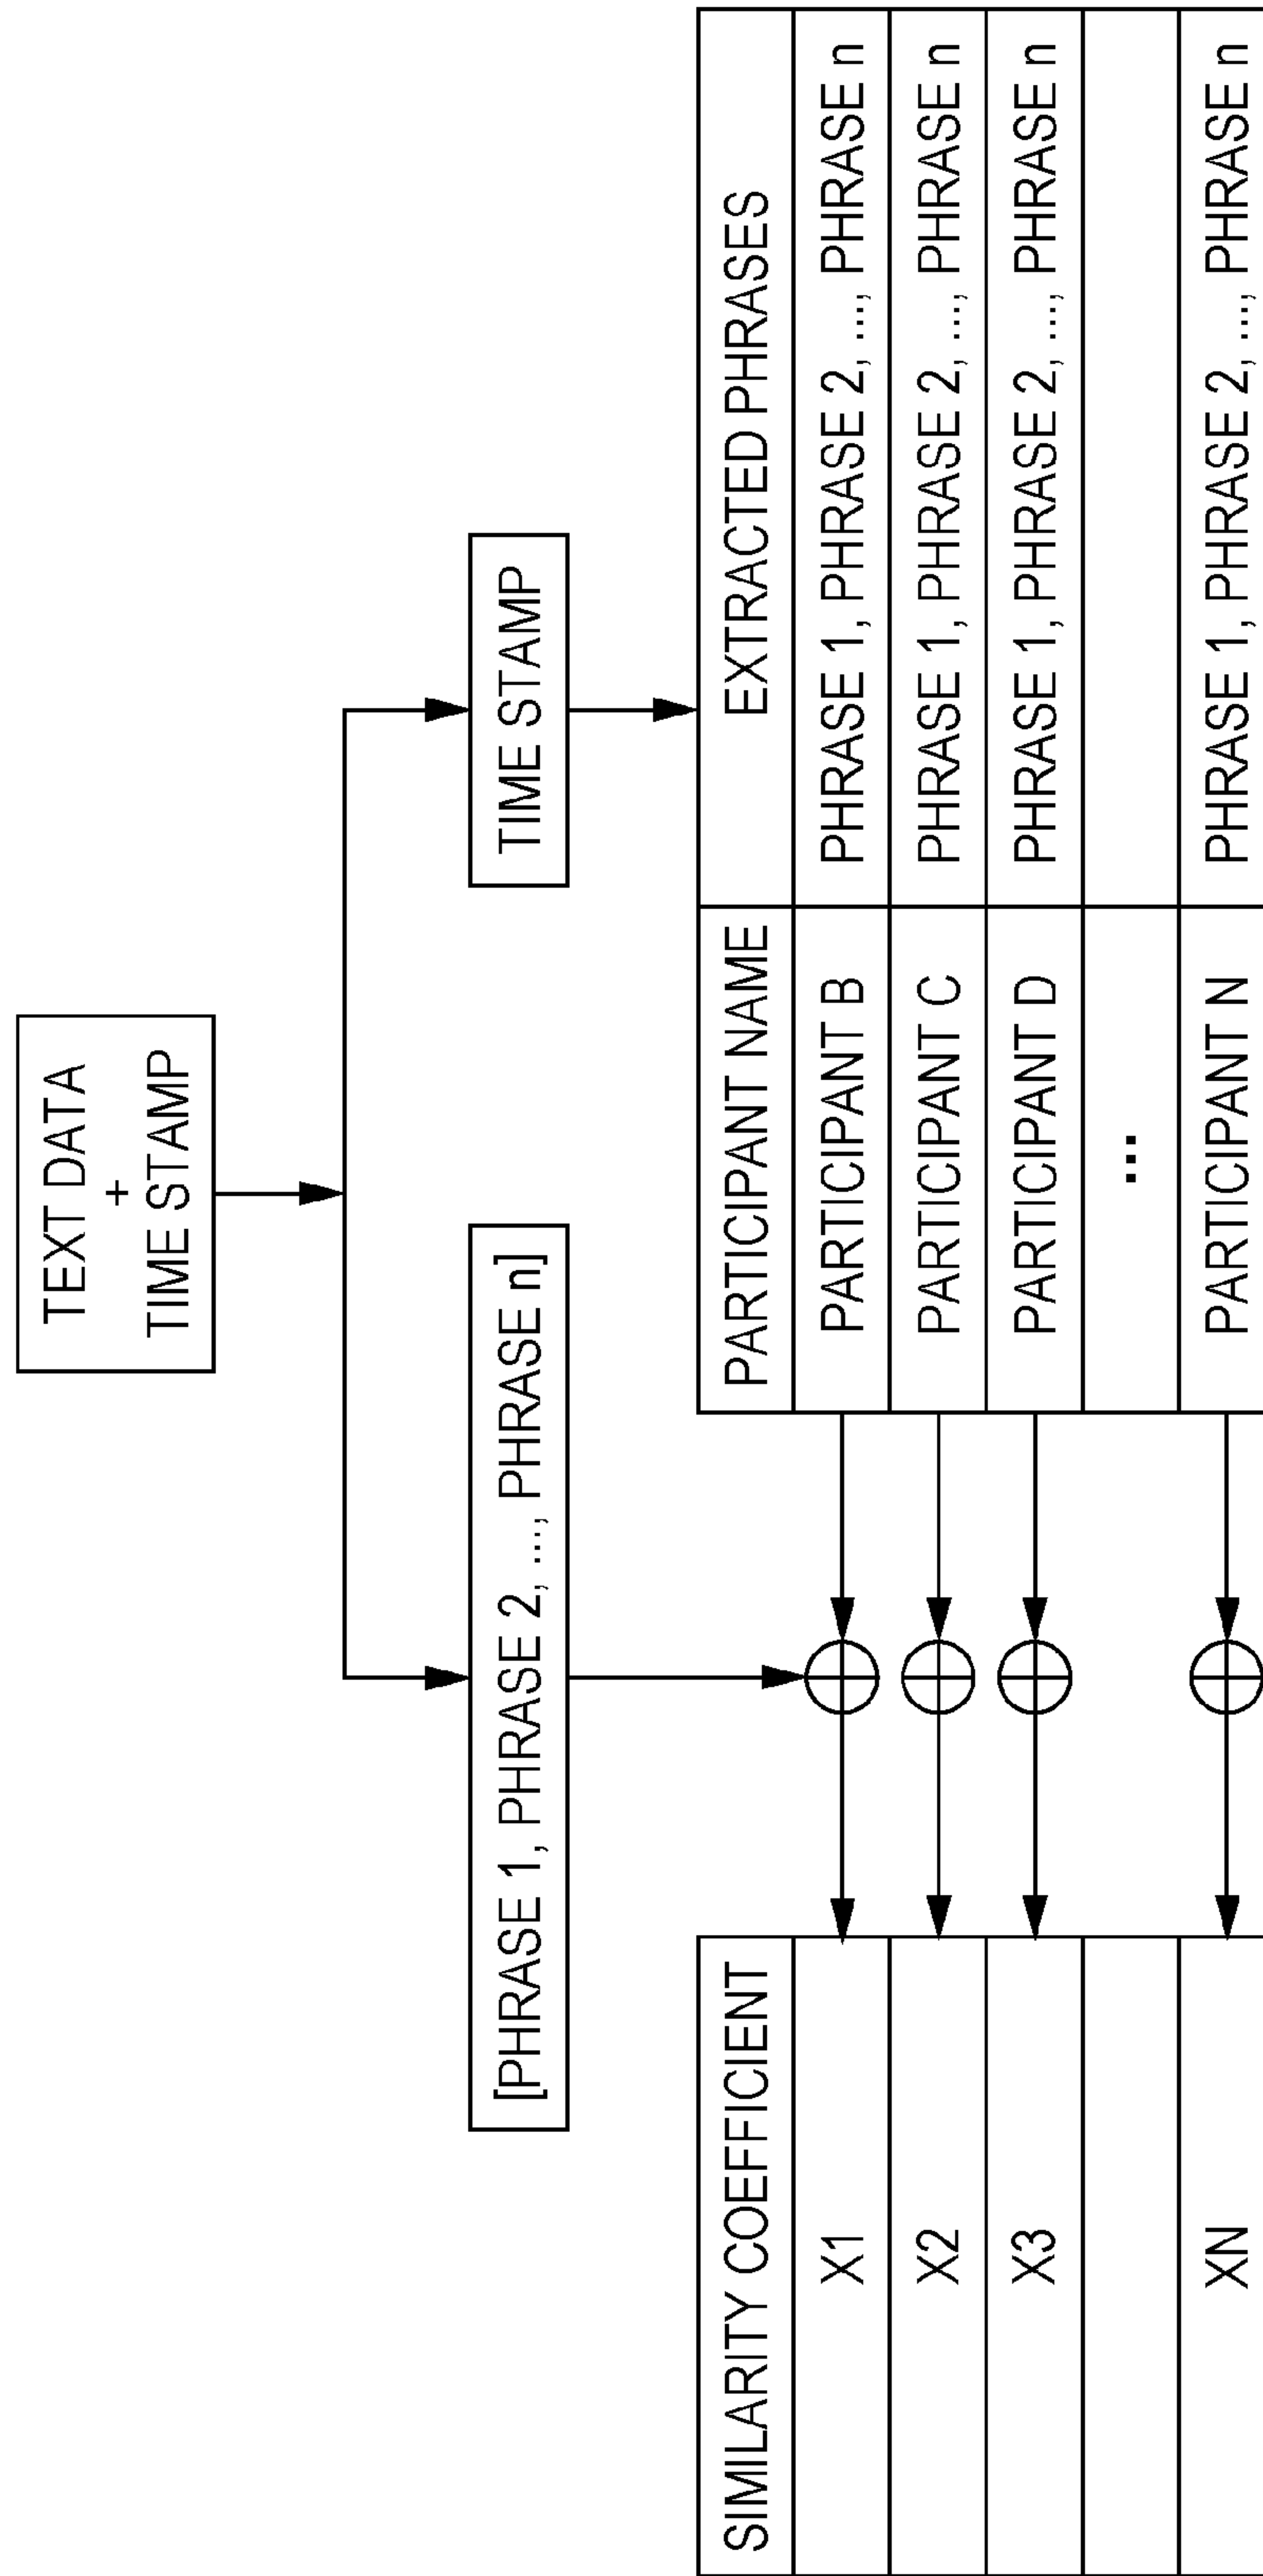 TEXT DATA
+
TIME STAMP
[PHRASE 1, PHRASE 2, ..., PHRASE n]
TIME STAMP
SIMILARITY COEFFICIENT
X1
X2
X3
XN
PARTICIPANT NAME EXTRACTED PHRASES
PARTICIPANT B PHRASE 1, PHRASE 2, ..., PHRASE n
PARTICIPANT C PHRASE 1, PHRASE 2, ..., PHRASE n
PARTICIPANT D PHRASE 1, PHRASE 2, ..., PHRASE n
...
PARTICIPANT N PHRASE 1, PHRASE 2, ..., PHRASE n